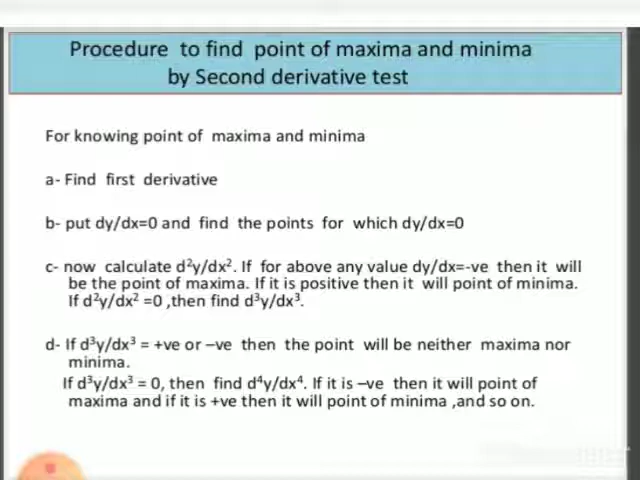 Procedure to find point of maxima and minima
by Second derivative test
For knowing point of maxima and minima
a- Find first derivative
b- put dy/dx=0 and find the points for which dy/dx=0
c- now calculate d²y/dx². If for above any value dy/dx=-ve then it will
be the point of maxima. If it is positive then it will point of minima.
If d²y/dx² =0 ,then find d³y/dx³.
d- If d³y/dx³ = +ve or –ve then the point will be neither maxima nor
minima.
If d³y/dx³ = 0, then find d⁴y/dx⁴. If it is –ve then it will point of
maxima and if it is +ve then it will point of minima ,and so on.